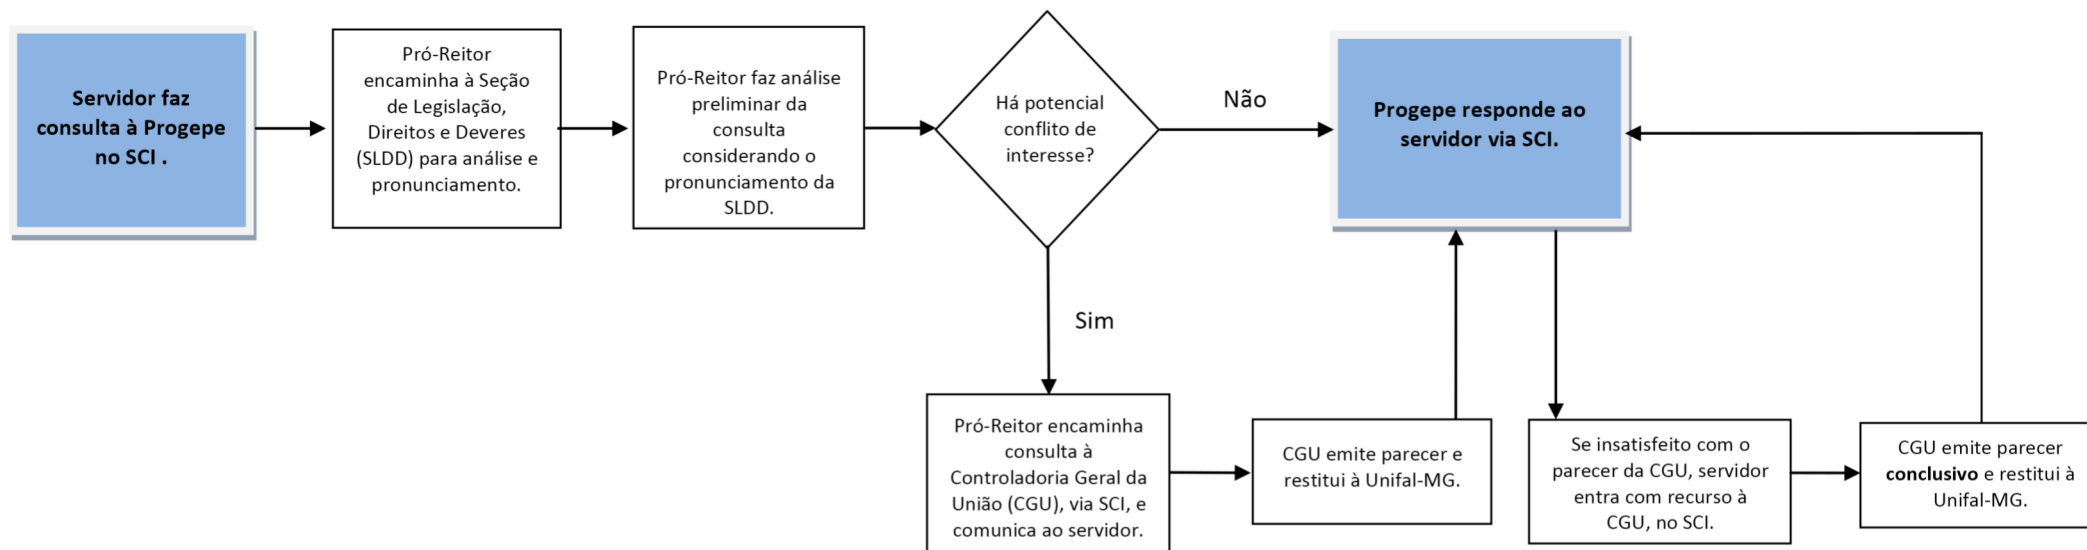 Servidor faz
consulta à Progepe
no SCI .
Pró-Reitor
encaminha à Seção
de Legislação,
Direitos e Deveres
(SLDD) para análise e
pronunciamento.
Pró-Reitor faz análise
preliminar da
consulta
considerando o
pronunciamento da
SLDD.
Há potencial
conflito de
interesse?
Não
Progepe responde ao
servidor via SCI.
Sim
Pró-Reitor encaminha
consulta à
Controladoria Geral da
União (CGU), via SCI, e
comunica ao servidor.
CGU emite parecer e
restitui à Unifal-MG.
Se insatisfeito com o
parecer da CGU, servidor
entra com recurso à
CGU, no SCI.
CGU emite parecer
conclusivo e restitui à
Unifal-MG.